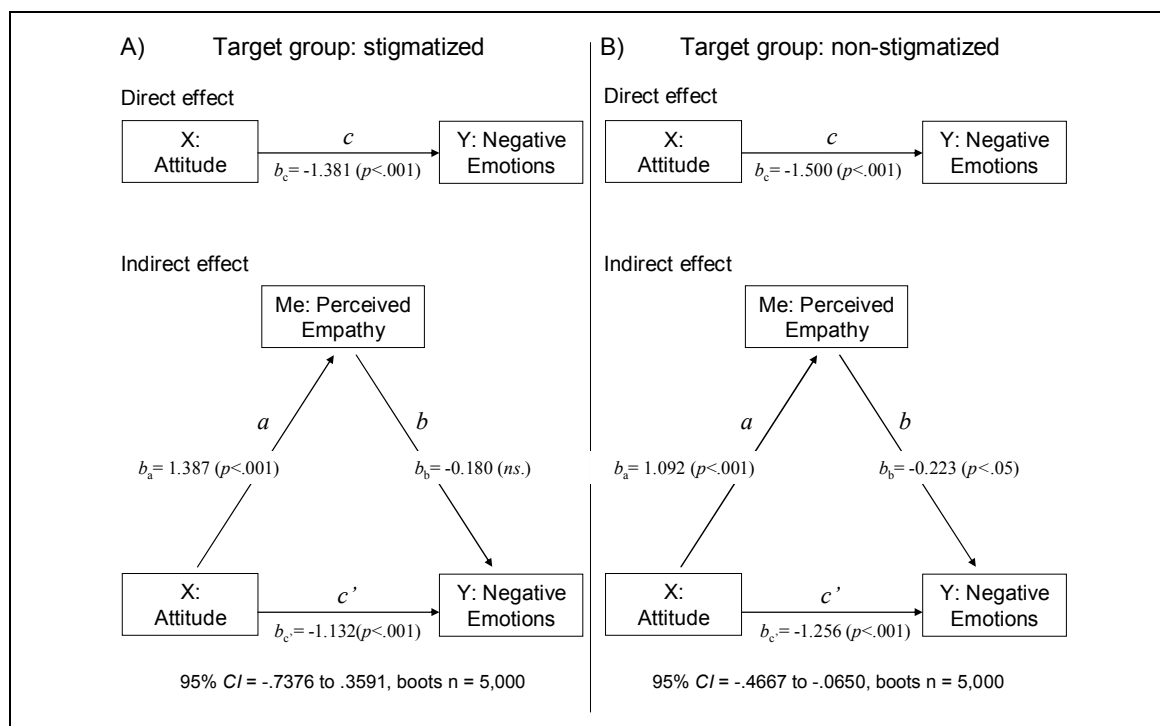 A) Target group: stigmatized
Direct effect
X:
Attitude
c
b_c= -1.381 (p<.001)
Y: Negative
Emotions
Indirect effect
Me: Perceived
Empathy
a
b
b_a= 1.387 (p<.001)
b_b= -0.180 (ns.)
X:
Attitude
c’
b_c’= -1.132(p<.001)
Y: Negative
Emotions
95% CI = -.7376 to .3591, boots n = 5,000
B) Target group: non-stigmatized
Direct effect
X:
Attitude
c
b_c= -1.500 (p<.001)
Y: Negative
Emotions
Indirect effect
Me: Perceived
Empathy
a
b
b_a= 1.092 (p<.001)
b_b= -0.223 (p<.05)
X:
Attitude
c’
b_c’= -1.256 (p<.001)
Y: Negative
Emotions
95% CI = -.4667 to -.0650, boots n = 5,000